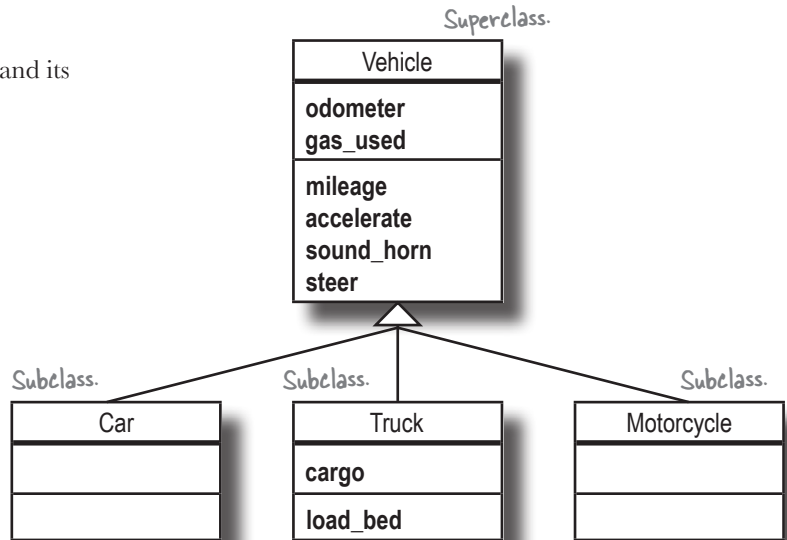 Superclass.
and its
Vehicle
odometer
gas_used
mileage
accelerate
sound_horn
steer
Subclass.
Subclass.
Subclass.
Car
Truck
Motorcycle
cargo
load_bed